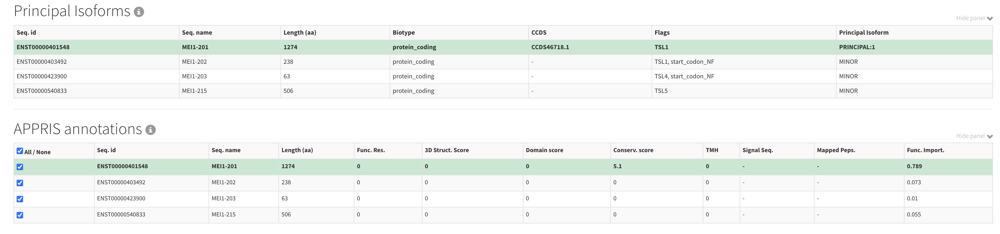 Principal Isoforms
Hide panel
Seq. id Seq. name Length (aa) Biotype CCDS Flags Principal Isoform
ENST00000401548 MEI1-201 1274 protein_coding CCDS46718.1 TSL1 PRINCIPAL:1
ENST00000403492 MEI1-202 238 protein_coding - TSL1, start_codon_NF MINOR
ENST00000423900 MEI1-203 63 protein_coding - TSL4, start_codon_NF MINOR
ENST00000540833 MEI1-215 506 protein_coding - TSL5 MINOR
APPRIS annotations
Hide panel
All / None Seq. id Seq. name Length (aa) Func. Res. 3D Struct. Score Domain score Conserv. score TMH Signal Seq. Mapped Peps. Func. Import.
ENST00000401548 MEI1-201 1274 0 0 0 5.1 0 - - 0.789
ENST00000403492 MEI1-202 238 0 0 0 0 0 - - 0.073
ENST00000423900 MEI1-203 63 0 0 0 0 0 - - 0.01
ENST00000540833 MEI1-215 506 0 0 0 0 0 - - 0.055